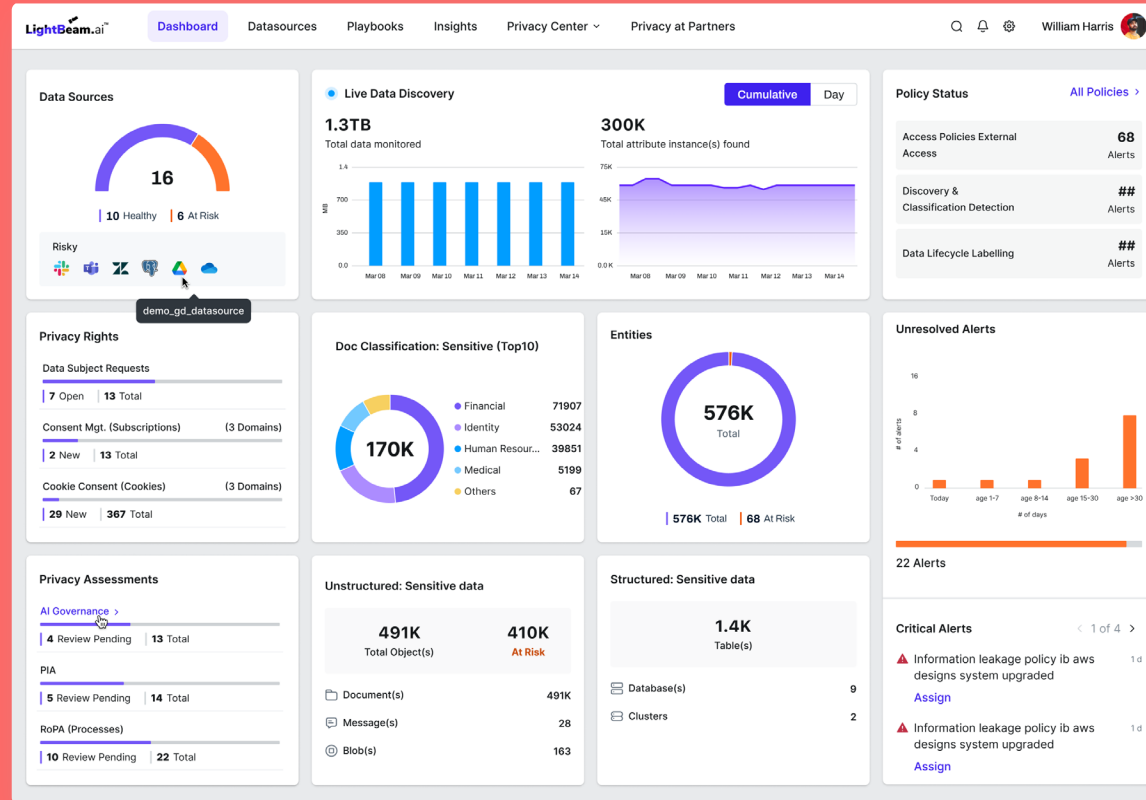 LightBeam.ai™
Dashboard
Datasources
Playbooks
Insights
Privacy Center
Privacy at Partners
William Harris
Data Sources
16
10 Healthy
6 At Risk
Risky
demo_gd_datasource
Live Data Discovery
Cumulative
Day
1.3TB
Total data monitored
1.4
700
350
0.0
MB
Mar 08
Mar 09
Mar 10
Mar 11
Mar 12
Mar 13
Mar 14
300K
Total attribute instance(s) found
75K
45K
15K
0.0 K
Mar 08
Mar 09
Mar 10
Mar 11
Mar 12
Mar 13
Mar 14
Policy Status
All Policies
Access Policies External
Access
68
Alerts
Discovery &
Classification Detection
##
Alerts
Data Lifecycle Labelling
##
Alerts
Privacy Rights
Data Subject Requests
7 Open
13 Total
Consent Mgt. (Subscriptions)
(3 Domains)
2 New
13 Total
Cookie Consent (Cookies)
(3 Domains)
29 New
367 Total
Doc Classification: Sensitive (Top10)
170K
Financial 71907
Identity 53024
Human Resour... 39851
Medical 5199
Others 67
Entities
576K
Total
576K Total
68 At Risk
Unresolved Alerts
16
8
4
0
# of alerts
Today
age 1-7
age 8-14
age 15-30
age >30
# of days
22 Alerts
Privacy Assessments
AI Governance
4 Review Pending
13 Total
PIA
5 Review Pending
14 Total
RoPA (Processes)
10 Review Pending
22 Total
Unstructured: Sensitive data
491K
Total Object(s)
410K
At Risk
Document(s) 491K
Message(s) 28
Blob(s) 163
Structured: Sensitive data
1.4K
Table(s)
Database(s) 9
Clusters 2
Critical Alerts
1 of 4
Information leakage policy ib aws
designs system upgraded
1 d
Assign
Information leakage policy ib aws
designs system upgraded
1 d
Assign